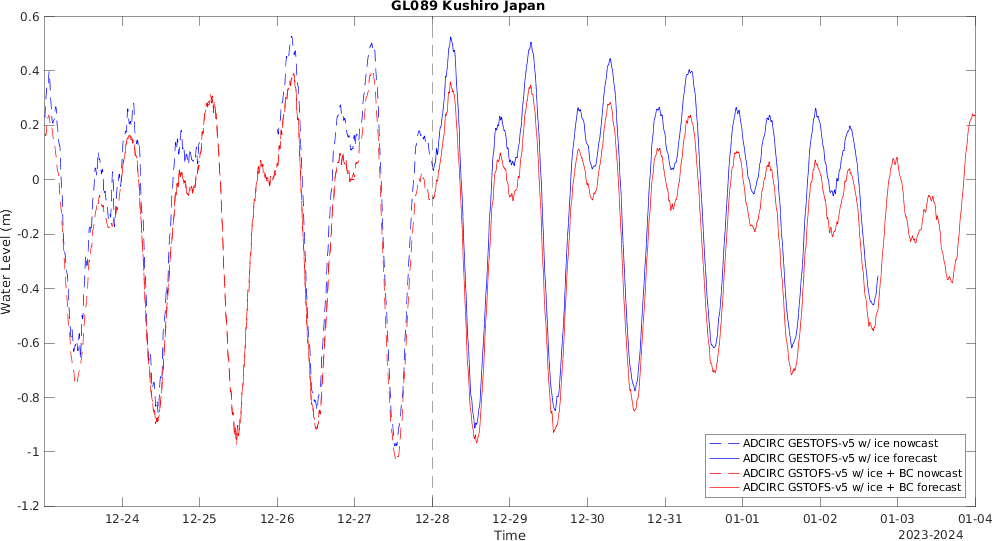 GL089 Kushiro Japan
0.6
0.4
0.2
0
-0.2
-0.4
-0.6
-0.8
-1
-1.2
Water Level (m)
ADCIRC GESTOFS-v5 w/ ice nowcast
ADCIRC GESTOFS-v5 w/ ice forecast
ADCIRC GSTOFS-v5 w/ ice + BC nowcast
ADCIRC GSTOFS-v5 w/ ice + BC forecast
12-24 12-25 12-26 12-27 12-28 12-29 12-30 12-31 01-01 01-02 01-03 01-04
Time
2023-2024